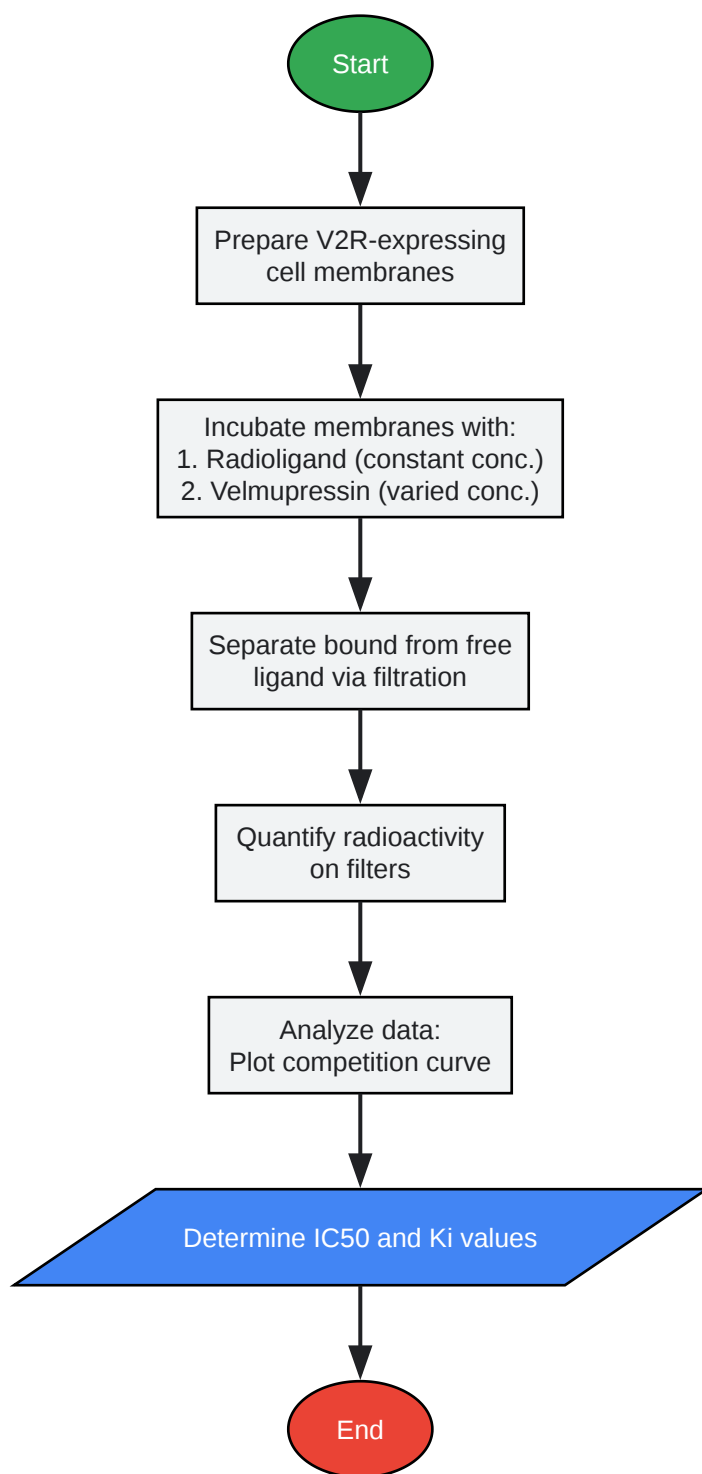 Start
Prepare V2R-expressing
cell membranes
Incubate membranes with:
1. Radioligand (constant conc.)
2. Velmupressin (varied conc.)
Separate bound from free
ligand via filtration
Quantify radioactivity
on filters
Analyze data:
Plot competition curve
Determine IC50 and Ki values
End